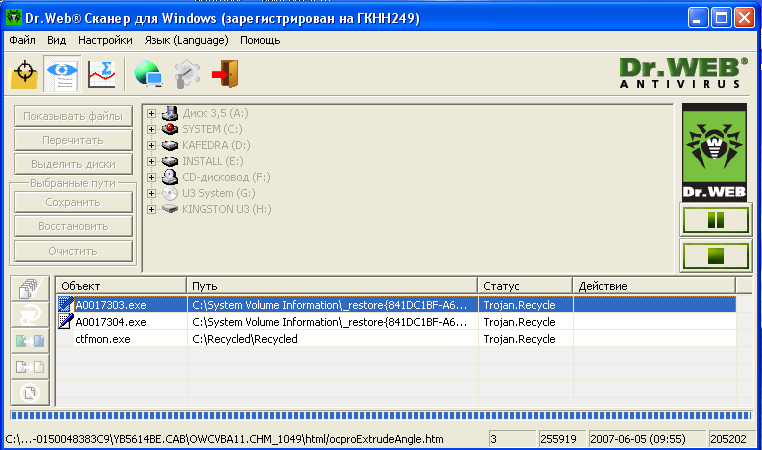 Dr.Web® Сканер для Windows (зарегистрирован на ГКНН249)
Файл Вид Настройки Язык (Language) Помощь
Dr.WEB®
ANTIVIRUS
Показывать файлы
Перечитать
Выделить диски
Выбранные пути
Сохранить
Восстановить
Очистить
Диск 3,5 (A:)
SYSTEM (C:)
KAFEDRA (D:)
INSTALL (E:)
CD-дисковод (F:)
U3 System (G:)
KINGSTON U3 (H:)
Dr.WEB
Объект Путь Статус Действие
A0017303.exe C:\System Volume Information\_restore{841DC1BF-A6... Trojan.Recycle
A0017304.exe C:\System Volume Information\_restore{841DC1BF-A6... Trojan.Recycle
ctfmon.exe C:\Recycled\Recycled Trojan.Recycle
C:\...-0150048383C9\YB5614BE.CAB\OWCVBA11.CHM_1049\html/ocproExtrudeAngle.htm 3 255919 2007-06-05 (09:55) 205202